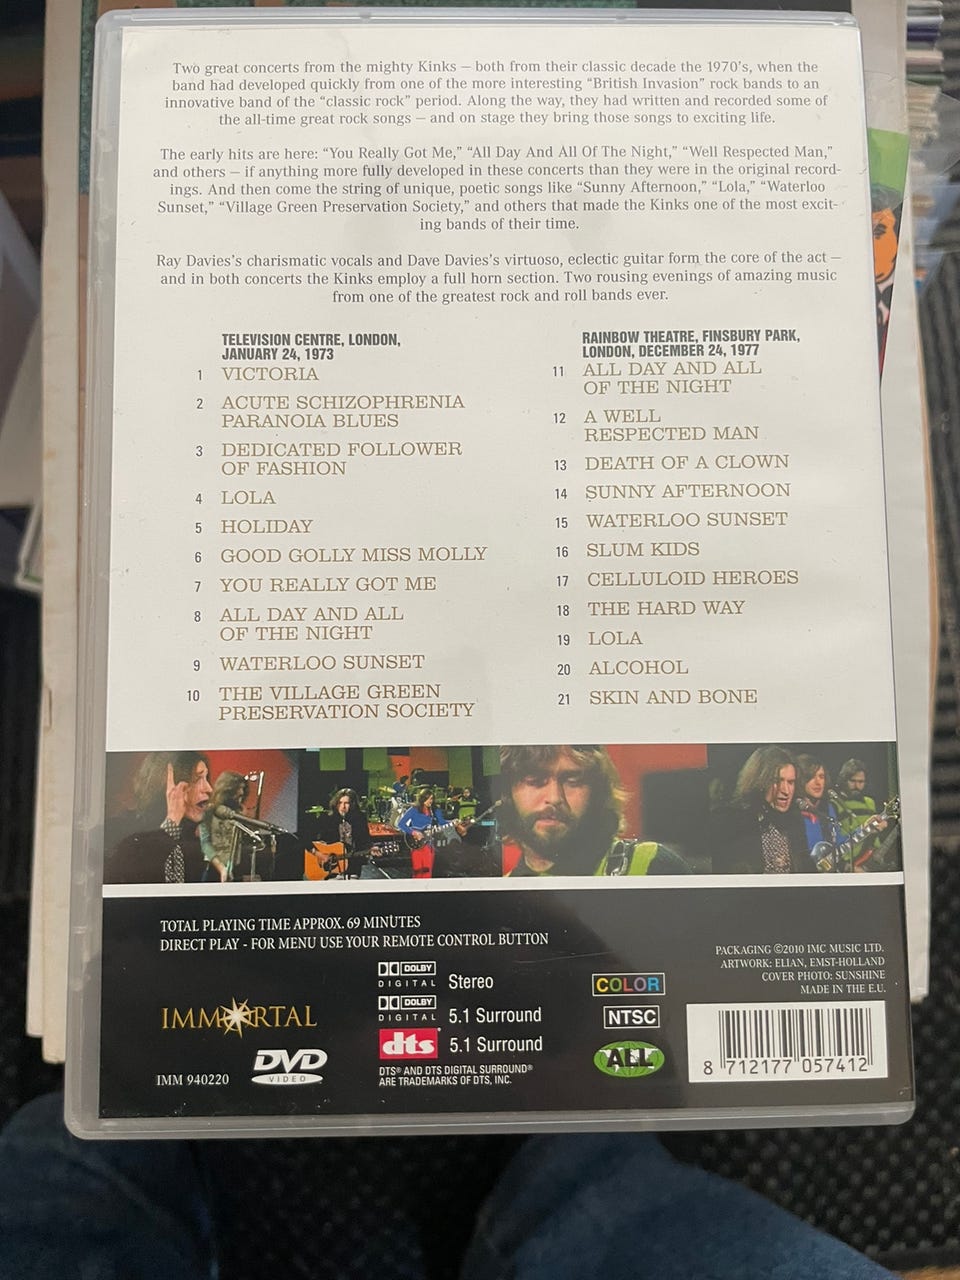 Two great concerts from the mighty Kinks – both from their classic decade the 1970's, when the
band had developed quickly from one of the more interesting "British Invasion" rock bands to an
innovative band of the "classic rock" period. Along the way, they had written and recorded some of
the all-time great rock songs – and on stage they bring those songs to exciting life.
The early hits are here: "You Really Got Me," "All Day And All Of The Night," "Well Respected Man,"
and others – if anything more fully developed in these concerts than they were in the original record-
ings. And then come the string of unique, poetic songs like "Sunny Afternoon," "Lola," "Waterloo
Sunset," "Village Green Preservation Society," and others that made the Kinks one of the most excit-
ing bands of their time.
Ray Davies's charismatic vocals and Dave Davies's virtuoso, eclectic guitar form the core of the act –
and in both concerts the Kinks employ a full horn section. Two rousing evenings of amazing music
from one of the greatest rock and roll bands ever.
TELEVISION CENTRE, LONDON,
JANUARY 24, 1973
1 VICTORIA
2 ACUTE SCHIZOPHRENIA
PARANOIA BLUES
3 DEDICATED FOLLOWER
OF FASHION
4 LOLA
5 HOLIDAY
6 GOOD GOLLY MISS MOLLY
7 YOU REALLY GOT ME
8 ALL DAY AND ALL
OF THE NIGHT
9 WATERLOO SUNSET
10 THE VILLAGE GREEN
PRESERVATION SOCIETY
RAINBOW THEATRE, FINSBURY PARK,
LONDON, DECEMBER 24, 1977
11 ALL DAY AND ALL
OF THE NIGHT
12 A WELL
RESPECTED MAN
13 DEATH OF A CLOWN
14 SUNNY AFTERNOON
15 WATERLOO SUNSET
16 SLUM KIDS
17 CELLULOID HEROES
18 THE HARD WAY
19 LOLA
20 ALCOHOL
21 SKIN AND BONE
TOTAL PLAYING TIME APPROX. 69 MINUTES
DIRECT PLAY - FOR MENU USE YOUR REMOTE CONTROL BUTTON
IMMORTAL
IMM 940220
DVD
VIDEO
DOLBY
DIGITAL Stereo
DOLBY
DIGITAL 5.1 Surround
dts 5.1 Surround
DTS® AND DTS DIGITAL SURROUND®
ARE TRADEMARKS OF DTS, INC.
COLOR
NTSC
ALL
PACKAGING ©2010 IMC MUSIC LTD.
ARTWORK: ELIAN, EMST-HOLLAND
COVER PHOTO: SUNSHINE
MADE IN THE E.U.
8 712177 057412